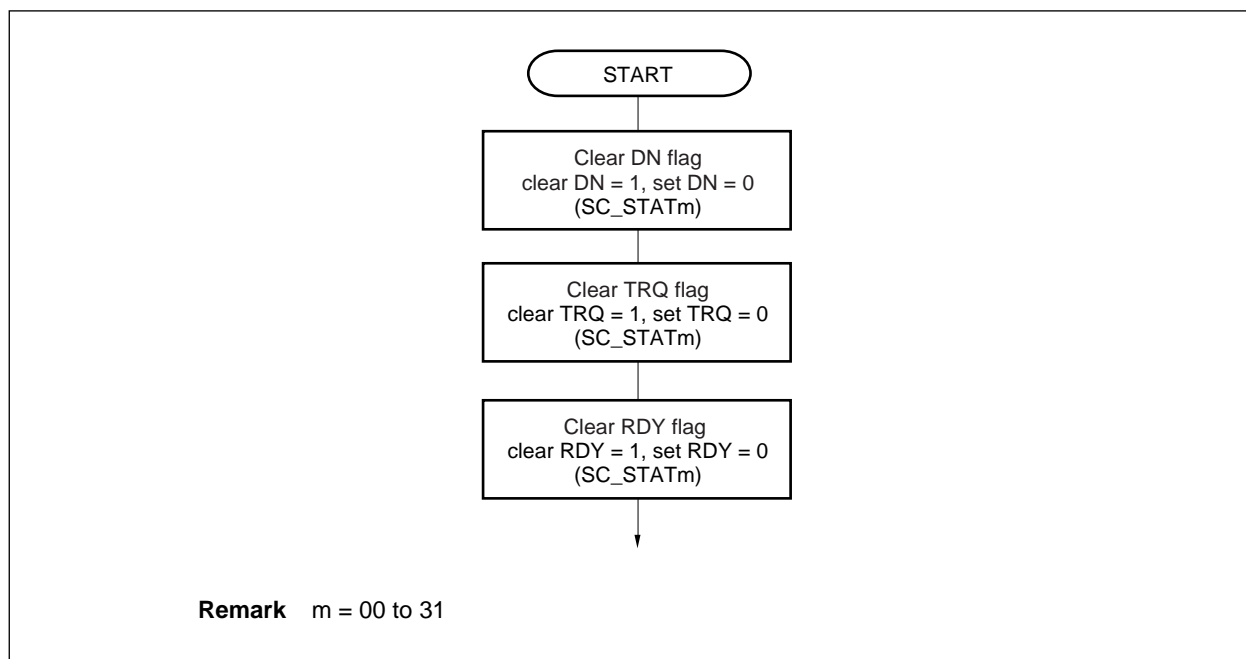 START
Clear DN flag
clear DN = 1, set DN = 0
(SC_STATm)
Clear TRQ flag
clear TRQ = 1, set TRQ = 0
(SC_STATm)
Clear RDY flag
clear RDY = 1, set RDY = 0
(SC_STATm)
Remark m = 00 to 31